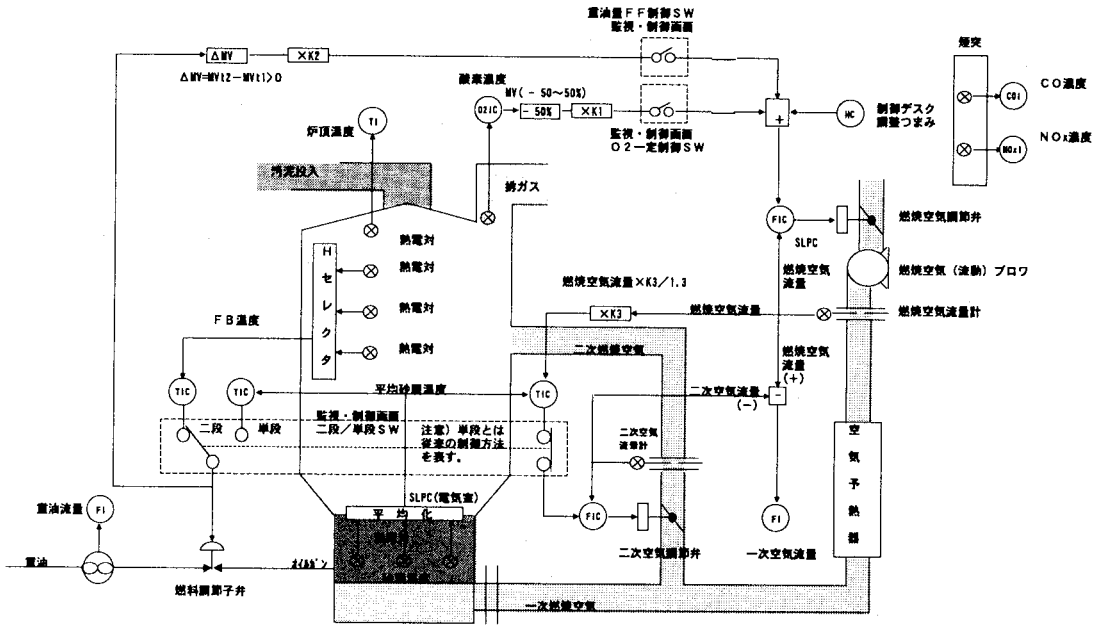 重油量FF制御SW
監視・制御画面
ΔMV
×K2
ΔMV=MVt2−MVt1>0
煙突
COi
CO濃度
NOxi
NOx濃度
酸素濃度
MV(−50〜50%)
O2IC
−50%
×K1
+
HC
制御デスク
調整つまみ
監視・制御画面
O2一定制御SW
TI
炉頂温度
汚泥投入
排ガス
FIC
SLPC
燃焼空気調節弁
熱電対
Hセレクタ
熱電対
熱電対
熱電対
燃焼空気
流量
燃焼空気(流動)ブロワ
燃焼空気流量×K3/1.3
×K3
燃焼空気流量
燃焼空気流量計
FB温度
二次燃焼空気
燃焼空気
流量
(+)
TIC
TIC
平均砂層温度
TIC
二次空気流量
(−)
−
監視・制御画面
二段/単段SW
二段
単段
注意)単段とは
従来の制御方法
を表す。
二次空気
流量計
空気予熱器
SLPC(電気室)
平均化
重油流量
FI
FIC
FI
二次空気調節弁
一次空気流量
重油
燃料調節子弁
オイルガン
一次燃焼空気